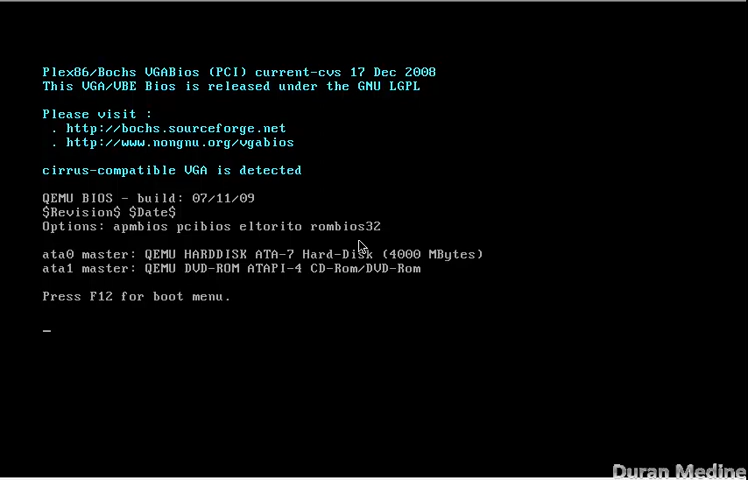 Plex86/Bochs VGABios (PCI) current-cvs 17 Dec 2008
This VGA/VBE Bios is released under the GNU LGPL
Please visit :
. http://bochs.sourceforge.net
. http://www.nongnu.org/vgabios
cirrus-compatible VGA is detected
QEMU BIOS - build: 07/11/09
$Revision$ $Date$
Options: apmbios pcibios eltorito rombios32
ata0 master: QEMU HARDDISK ATA-7 Hard-Disk (4000 MBytes)
ata1 master: QEMU DVD-ROM ATAPI-4 CD-Rom/DVD-Rom
Press F12 for boot menu.
Duran Medine